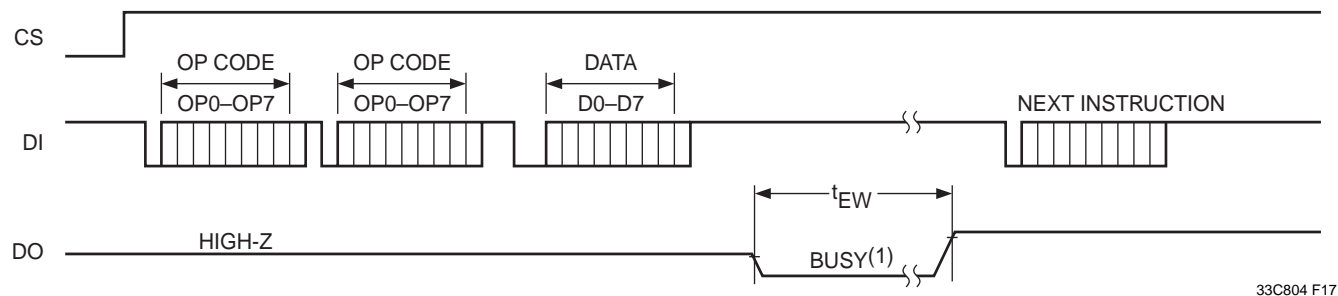 CS
OP CODE OP CODE DATA
OP0–OP7 OP0–OP7 D0–D7 NEXT INSTRUCTION
DI
tEW
HIGH-Z
DO BUSY(1)
33C804 F17